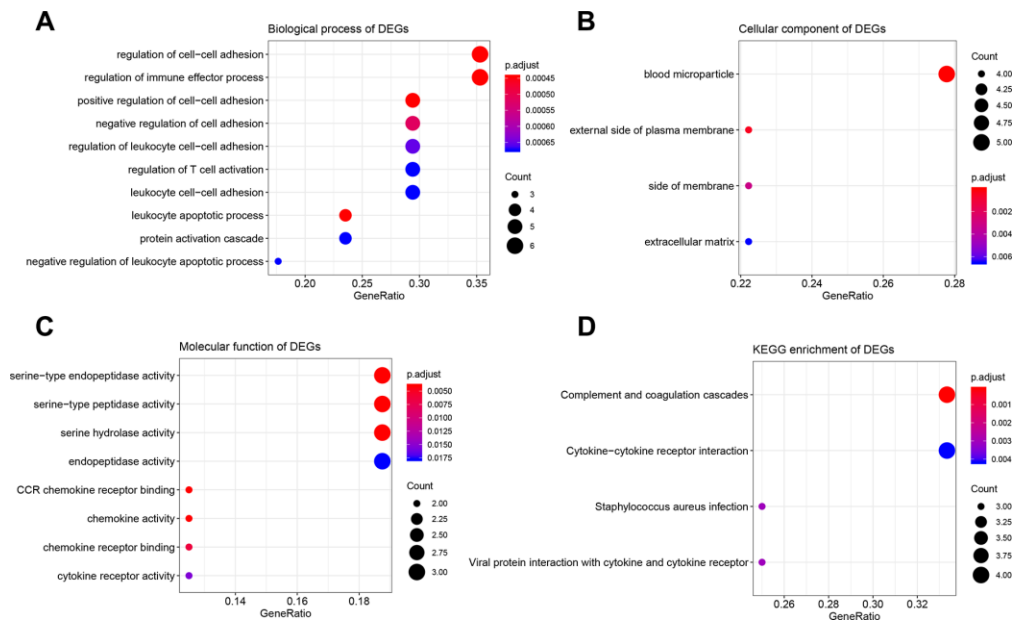 A
Biological process of DEGs
regulation of cell−cell adhesion
regulation of immune effector process
positive regulation of cell−cell adhesion
negative regulation of cell adhesion
regulation of leukocyte cell−cell adhesion
regulation of T cell activation
leukocyte cell−cell adhesion
leukocyte apoptotic process
protein activation cascade
negative regulation of leukocyte apoptotic process
0.20 0.25 0.30 0.35
GeneRatio
p.adjust
0.00045
0.00055
0.00065
Count
3
4
5
6
B
Cellular component of DEGs
blood microparticle
external side of plasma membrane
side of membrane
extracellular matrix
0.22 0.24 0.26 0.28
GeneRatio
Count
4.00
4.25
4.50
4.75
5.00
p.adjust
0.002
0.004
0.006
C
Molecular function of DEGs
serine−type endopeptidase activity
serine−type peptidase activity
serine hydrolase activity
endopeptidase activity
CCR chemokine receptor binding
chemokine activity
chemokine receptor binding
cytokine receptor activity
0.14 0.16 0.18
GeneRatio
p.adjust
0.0050
0.0075
0.0100
0.0125
0.0150
0.0175
Count
2.00
2.25
2.50
2.75
3.00
D
KEGG enrichment of DEGs
Complement and coagulation cascades
Cytokine−cytokine receptor interaction
Staphylococcus aureus infection
Viral protein interaction with cytokine and cytokine receptor
0.26 0.28 0.30 0.32
GeneRatio
p.adjust
0.001
0.002
0.003
0.004
Count
3.00
3.25
3.50
3.75
4.00